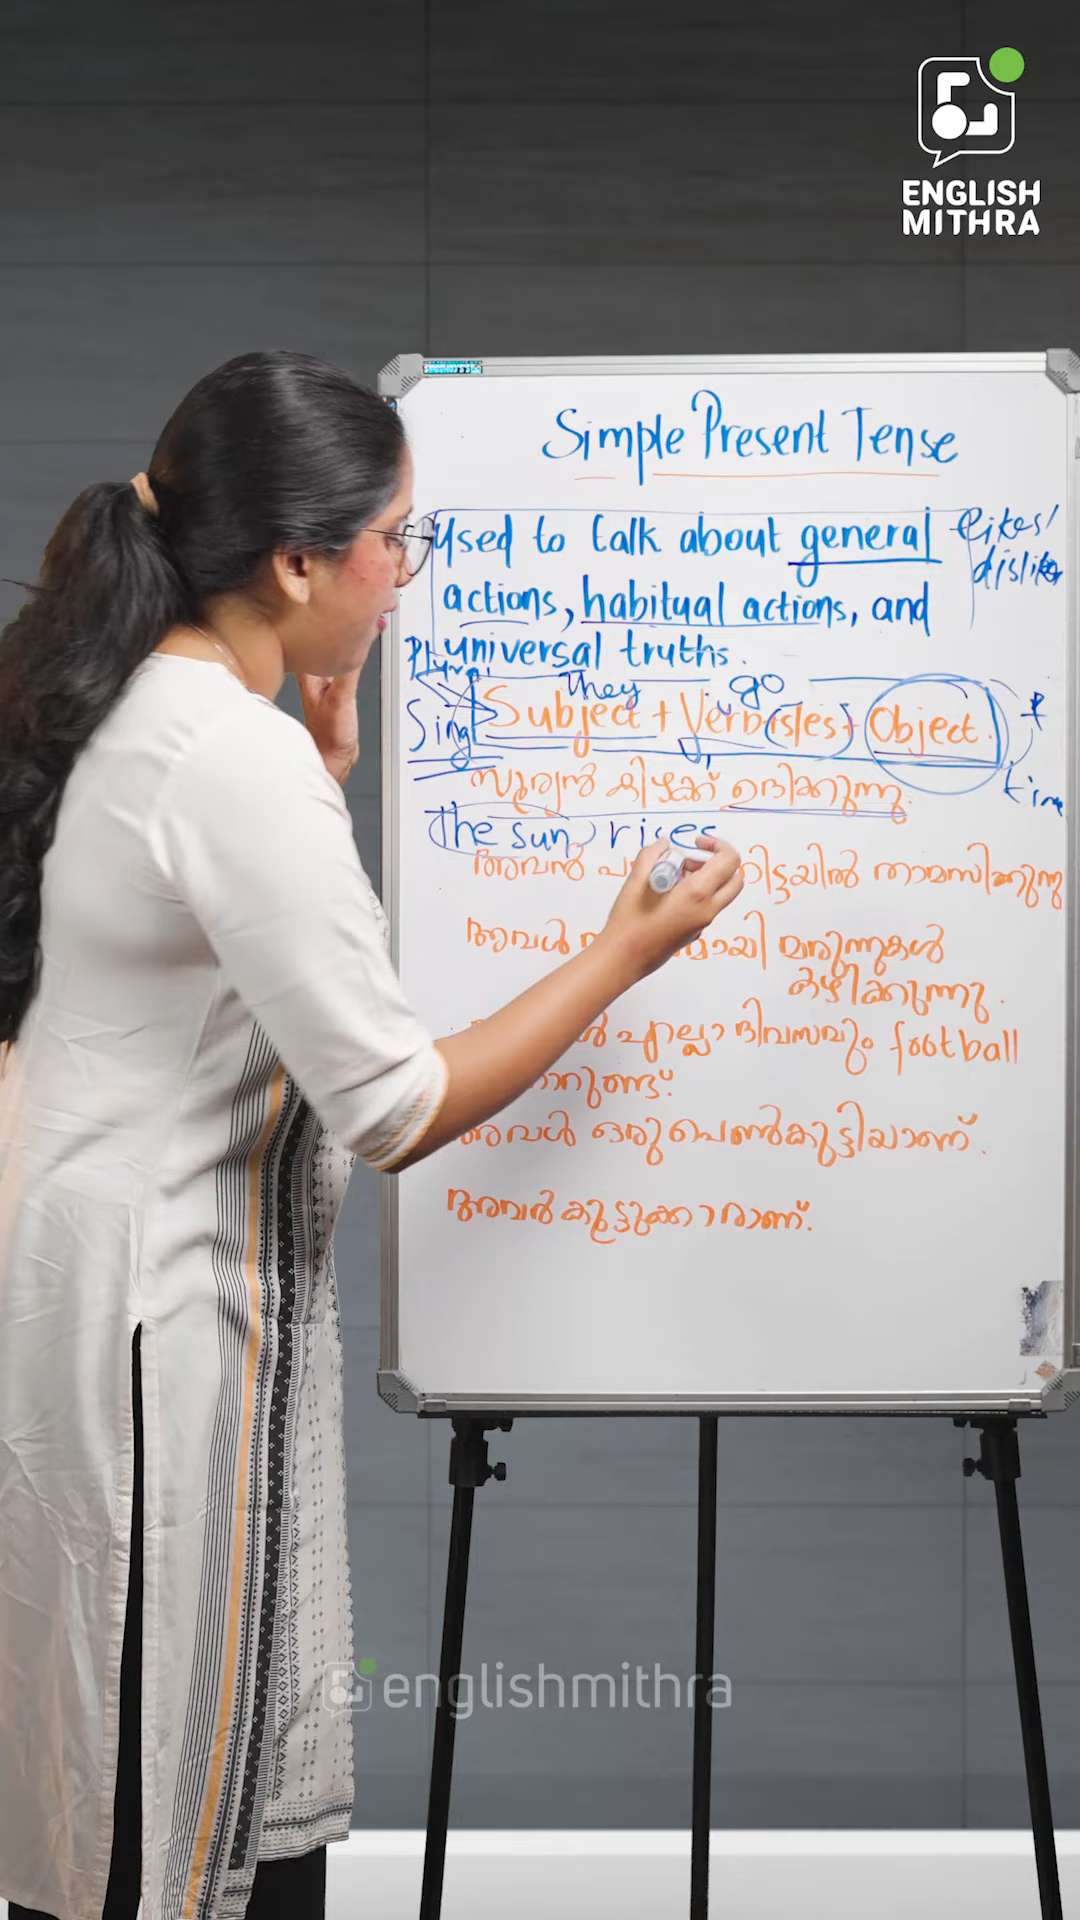 ENGLISH
MITHRA
Simple Present Tense
Used to talk about general
likes/
actions, habitual actions, and
universal truths.
they go
Sing
Subject + Verb (s/es) + Object.
time
സൂര്യൻ കിഴക്ക് ഉദിക്കുന്നു.
The sun rises
അവൻ താമസിക്കുന്നു
അവൾ മരുന്നുകൾ
കഴിക്കുന്നു.
എല്ലാ ദിവസവും football
അവൾ ഒരു പെൺകുട്ടിയാണ്.
അവർ കൂട്ടുക്കാരാണ്.
englishmithra